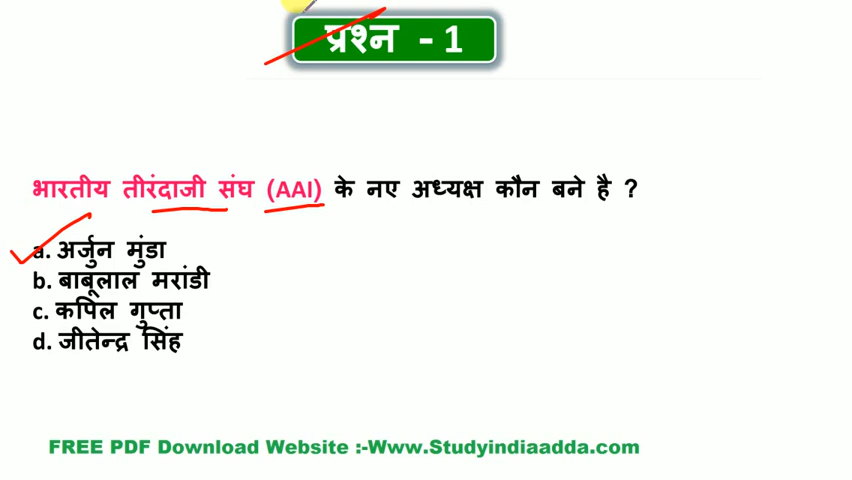 प्रश्न - 1
भारतीय तीरंदाजी संघ (AAI) के नए अध्यक्ष कौन बने है ?
a. अर्जुन मुंडा
b. बाबूलाल मरांडी
c. कपिल गुप्ता
d. जीतेन्द्र सिंह
FREE PDF Download Website :-Www.Studyindiaadda.com